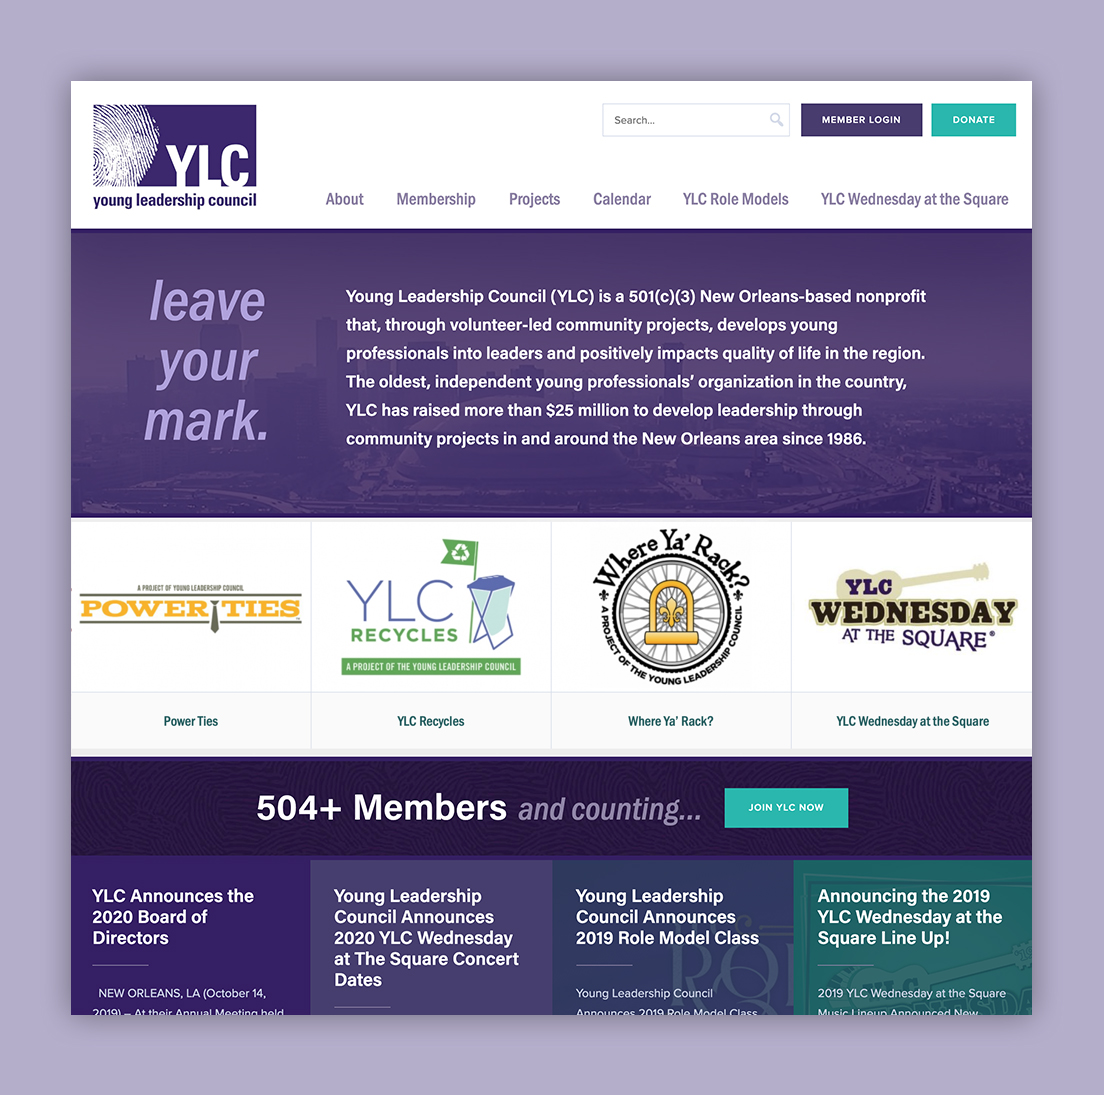 YLC
young leadership council
Search...
MEMBER LOGIN
DONATE
About
Membership
Projects
Calendar
YLC Role Models
YLC Wednesday at the Square
leave
your
mark.
Young Leadership Council (YLC) is a 501(c)(3) New Orleans-based nonprofit
that, through volunteer-led community projects, develops young
professionals into leaders and positively impacts quality of life in the region.
The oldest, independent young professionals’ organization in the country,
YLC has raised more than $25 million to develop leadership through
community projects in and around the New Orleans area since 1986.
A PROJECT OF YOUNG LEADERSHIP COUNCIL
POWER TIES
YLC
RECYCLES
A PROJECT OF THE YOUNG LEADERSHIP COUNCIL
Where Ya’ Rack?
A PROJECT OF THE YOUNG LEADERSHIP COUNCIL
YLC
WEDNESDAY
AT THE SQUARE®
Power Ties
YLC Recycles
Where Ya’ Rack?
YLC Wednesday at the Square
504+ Members and counting...
JOIN YLC NOW
YLC Announces the
2020 Board of
Directors
NEW ORLEANS, LA (October 14,
2019) – At their Annual Meeting held
Young Leadership
Council Announces
2020 YLC Wednesday
at The Square Concert
Dates
Young Leadership
Council Announces
2019 Role Model Class
Young Leadership Council
Announces 2019 Role Model Class
Announcing the 2019
YLC Wednesday at the
Square Line Up!
2019 YLC Wednesday at the Square
Music Lineup Announced New